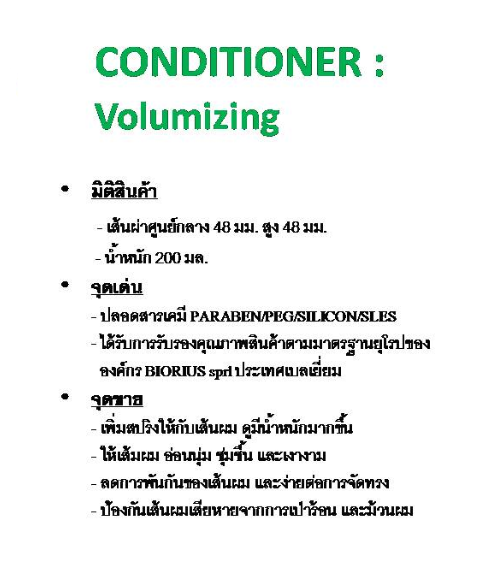 CONDITIONER :
Volumizing
• มิติสินค้า
- เส้นผ่าศูนย์กลาง 48 มม. สูง 48 มม.
- น้ำหนัก 200 มล.
• จุดเด่น
- ปลอดสารเคมี PARABEN/PEG/SILICON/SLES
- ได้รับการรับรองคุณภาพสินค้าตามมาตรฐานยุโรปของ
องค์กร BIORIUS sprl ประเทศเบลเยี่ยม
• จุดขาย
- เพิ่มสปริงให้กับเส้นผม ดูมีน้ำหนักมากขึ้น
- ให้เส้มผม อ่อนนุ่ม ชุ่มชื้น และเงางาม
- ลดการพันกันของเส้นผม และง่ายต่อการจัดทรง
- ป้องกันเส้นผมเสียหายจากการเป่าร้อน และม้วนผม